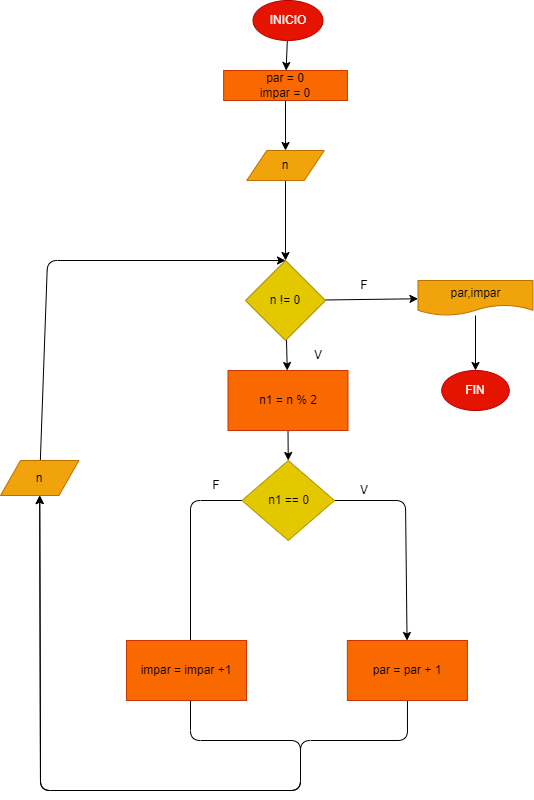 INICIO
par = 0
impar = 0
n
n != 0
F
par,impar
V
FIN
n1 = n % 2
n
F
n1 == 0
V
impar = impar +1
par = par + 1